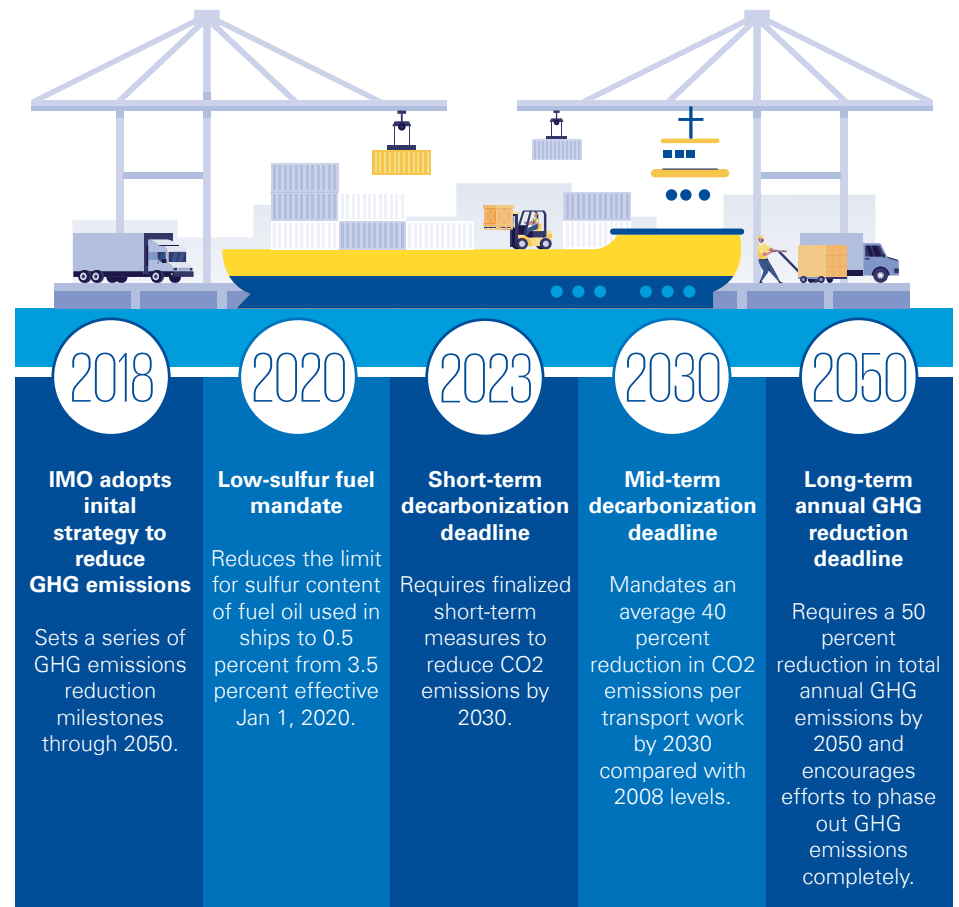 2018
IMO adopts
inital
strategy to
reduce
GHG emissions
Sets a series of
GHG emissions
reduction
milestones
through 2050.
2020
Low-sulfur fuel
mandate
Reduces the limit
for sulfur content
of fuel oil used in
ships to 0.5
percent from 3.5
percent effective
Jan 1, 2020.
2023
Short-term
decarbonization
deadline
Requires finalized
short-term
measures to
reduce CO2
emissions by
2030.
2030
Mid-term
decarbonization
deadline
Mandates an
average 40
percent
reduction in CO2
emissions per
transport work
by 2030
compared with
2008 levels.
2050
Long-term
annual GHG
reduction
deadline
Requires a 50
percent
reduction in total
annual GHG
emissions by
2050 and
encourages
efforts to phase
out GHG
emissions
completely.